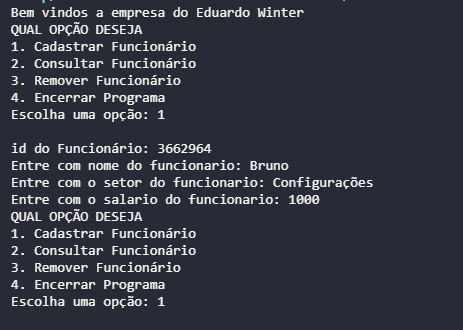 Bem vindos a empresa do Eduardo Winter
QUAL OPÇÃO DESEJA
1. Cadastrar Funcionário
2. Consultar Funcionário
3. Remover Funcionário
4. Encerrar Programa
Escolha uma opção: 1
id do Funcionário: 3662964
Entre com nome do funcionario: Bruno
Entre com o setor do funcionario: Configurações
Entre com o salario do funcionario: 1000
QUAL OPÇÃO DESEJA
1. Cadastrar Funcionário
2. Consultar Funcionário
3. Remover Funcionário
4. Encerrar Programa
Escolha uma opção: 1